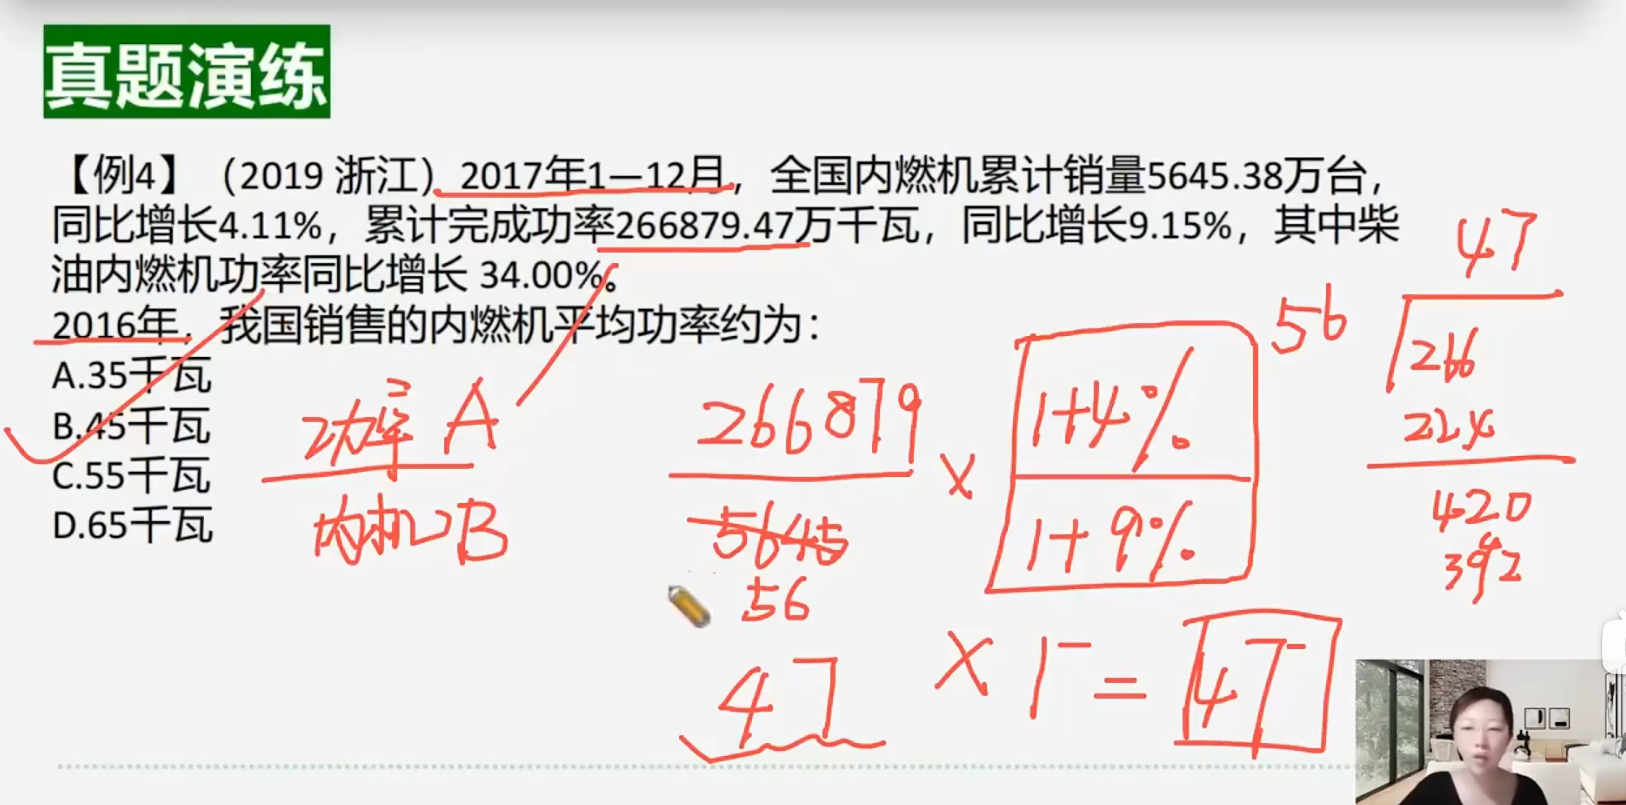 真题演练
【例4】（2019 浙江）2017年1—12月，全国内燃机累计销量5645.38万台，
同比增长4.11%，累计完成功率266879.47万千瓦，同比增长9.15%，其中柴
油内燃机功率同比增长 34.00%。
2016年，我国销售的内燃机平均功率约为：
A.35千瓦
B.45千瓦
C.55千瓦
D.65千瓦
功率 A
内机 B
266879
5645
56
×
1+4%
1+9%
47 × 1⁻ = 47⁻
47
56
266
224
420
392